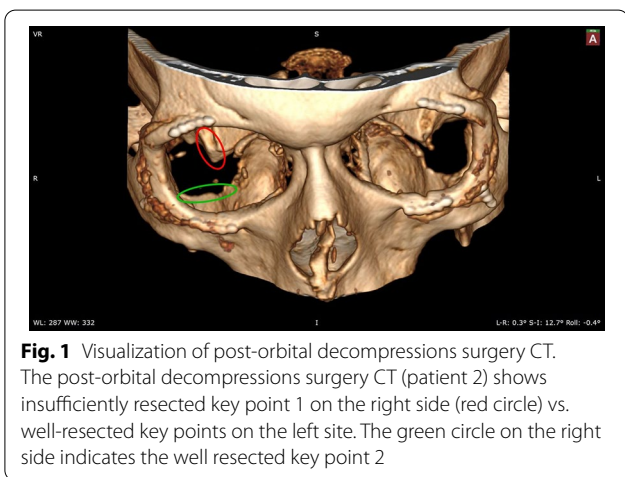 VR
S
A
R
L
WL: 287 WW: 332
I
L-R: 0.3° S-I: 12.7° Roll: -0.4°
Fig. 1 Visualization of post-orbital decompressions surgery CT.
The post-orbital decompressions surgery CT (patient 2) shows
insufficiently resected key point 1 on the right side (red circle) vs.
well-resected key points on the left site. The green circle on the right
side indicates the well resected key point 2